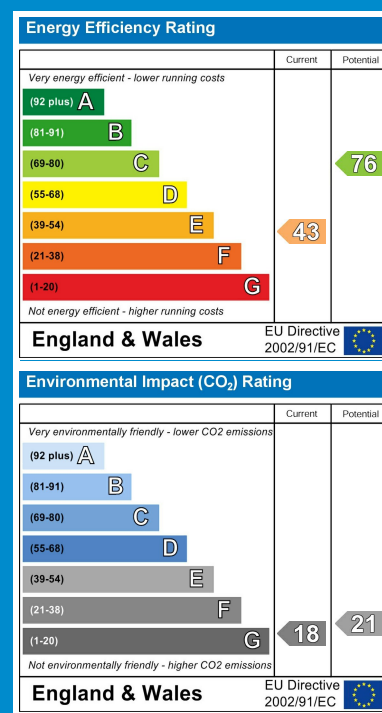 Energy Efficiency Rating
Current Potential
Very energy efficient - lower running costs
(92 plus) A
(81-91) B
(69-80) C 76
(55-68) D
(39-54) E 43
(21-38) F
(1-20) G
Not energy efficient - higher running costs
England & Wales EU Directive
2002/91/EC
Environmental Impact (CO₂) Rating
Current Potential
Very environmentally friendly - lower CO2 emissions
(92 plus) A
(81-91) B
(69-80) C
(55-68) D
(39-54) E
(21-38) F 21
(1-20) G 18
Not environmentally friendly - higher CO2 emissions
England & Wales EU Directive
2002/91/EC